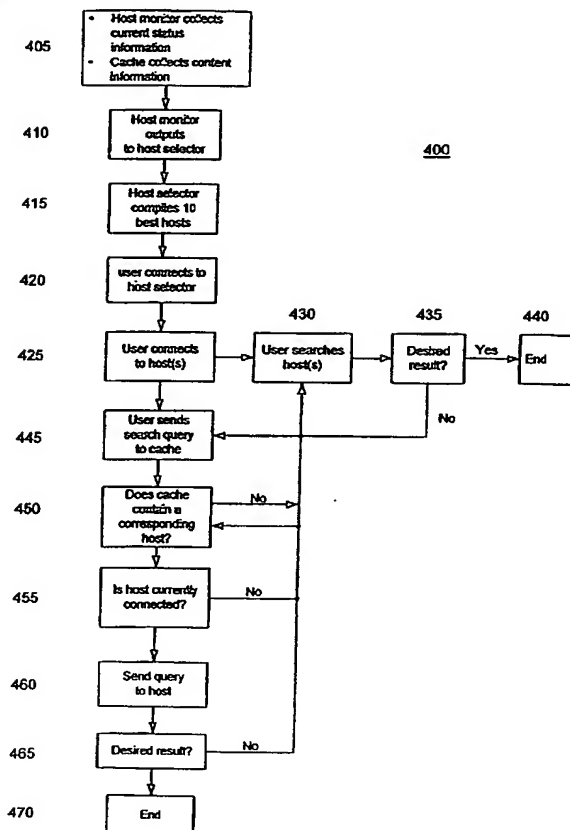 405
• Host monitor collects
current status
information
• Cache collects content
information
410
Host monitor
outputs
to host selector
400
415
Host selector
compiles 10
best hosts
420
user connects to
host selector
430
435
440
425
User connects
to host(s)
User searches
host(s)
Desired
result?
Yes
End
No
445
User sends
search query
to cache
450
Does cache
contain a
corresponding
host?
No
455
Is host currently
connected?
No
460
Send query
to host
465
Desired result?
No
470
End